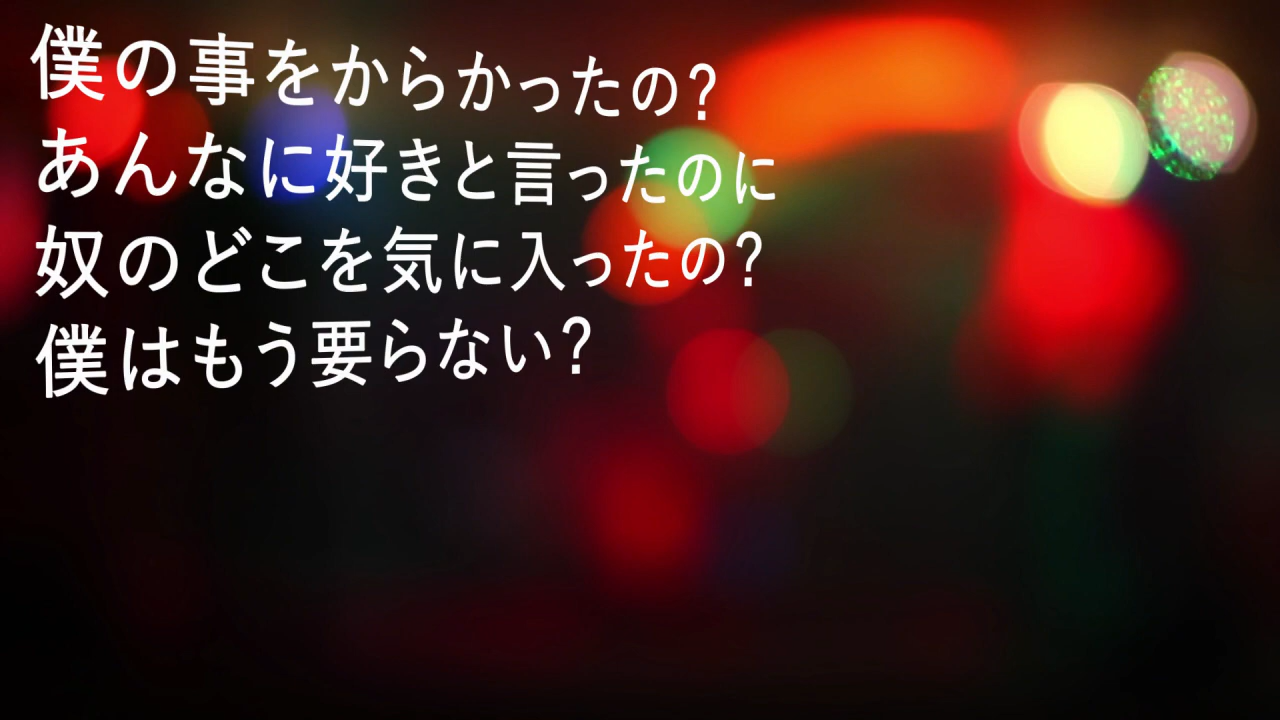 僕の事をからかったの?
あんなに好きと言ったのに
奴のどこを気に入ったの?
僕はもう要らない?